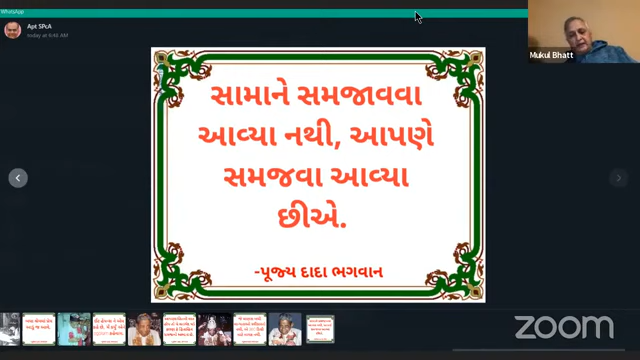 WhatsApp
Apt SPcA
today at 6:46 AM
Mukul Bhatt
સામાને સમજાવવા
આવ્યા નથી, આપણે
સમજવા આવ્યા
છીએ.
-પૂજ્ય દાદા ભગવાન
zoom